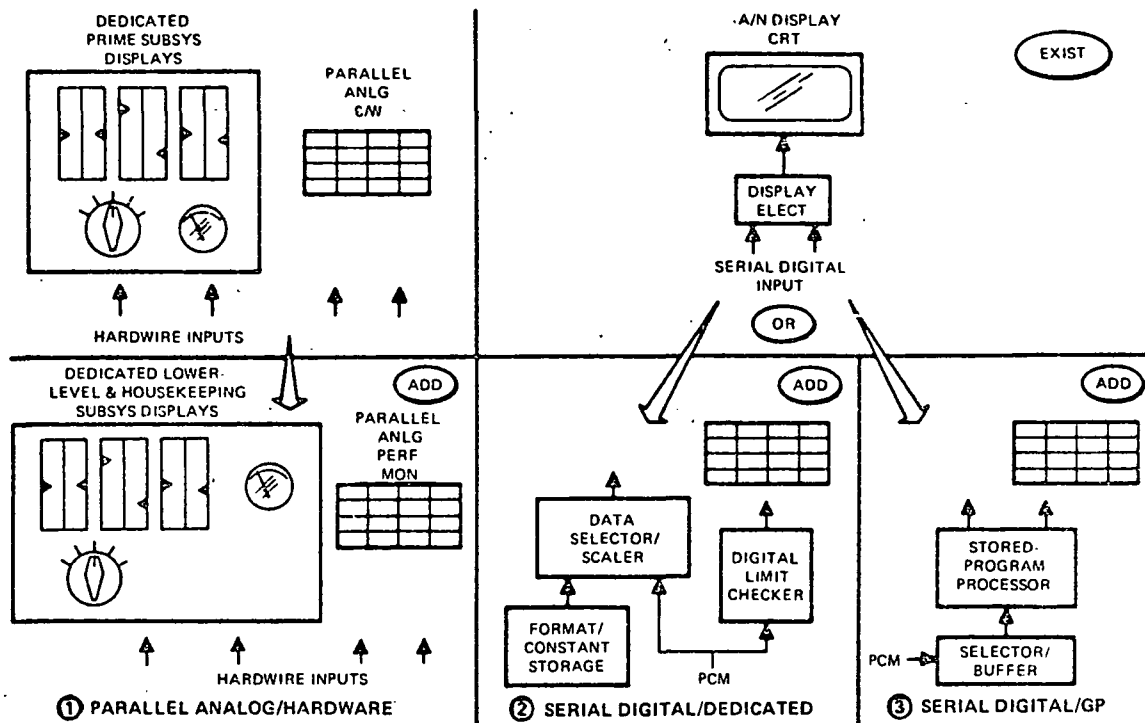 DEDICATED
PRIME SUBSYS
DISPLAYS
PARALLEL
ANLG
C/W
HARDWIRE INPUTS
A/N DISPLAY
CRT
EXIST
DISPLAY
ELECT
SERIAL DIGITAL
INPUT
OR
DEDICATED LOWER-
LEVEL & HOUSEKEEPING
SUBSYS DISPLAYS
ADD
PARALLEL
ANLG
PERF
MON
HARDWIRE INPUTS
1 PARALLEL ANALOG/HARDWARE
ADD
DATA
SELECTOR/
SCALER
DIGITAL
LIMIT
CHECKER
FORMAT/
CONSTANT
STORAGE
PCM
2 SERIAL DIGITAL/DEDICATED
ADD
STORED-
PROGRAM
PROCESSOR
PCM
SELECTOR/
BUFFER
3 SERIAL DIGITAL/GP